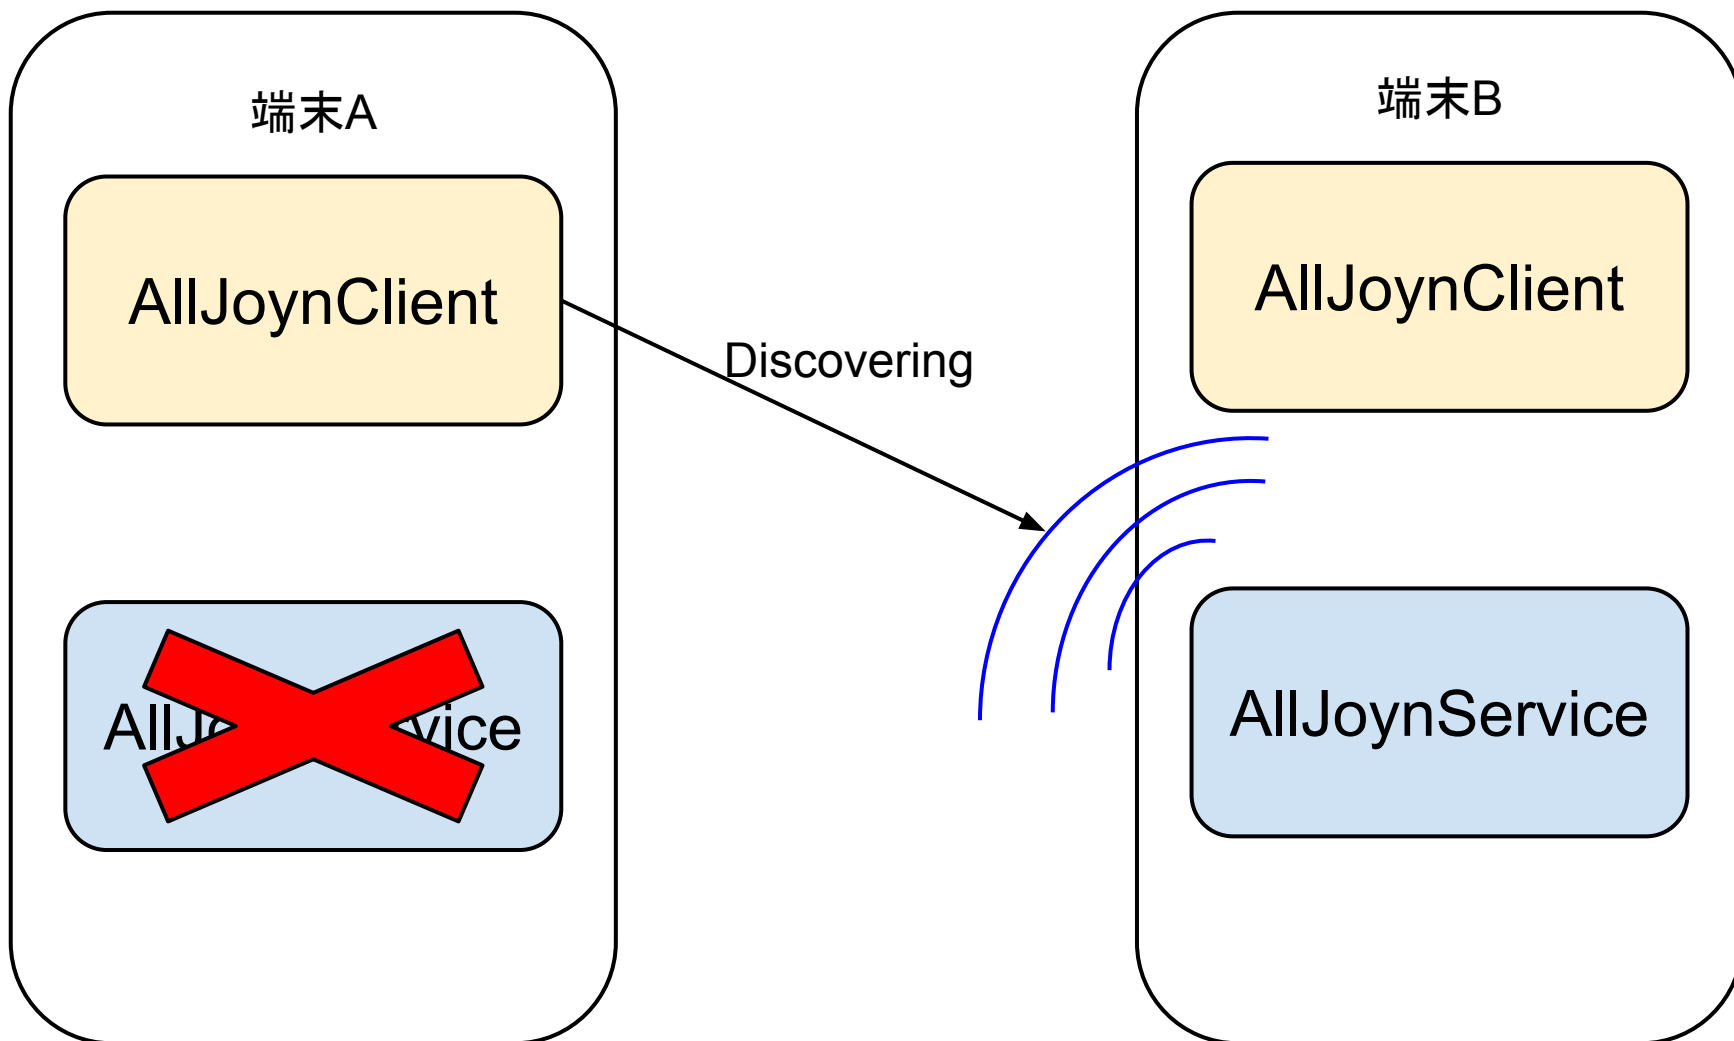 端末A
AllJoynClient
Discovering
端末B
AllJoynClient
AllJoynService